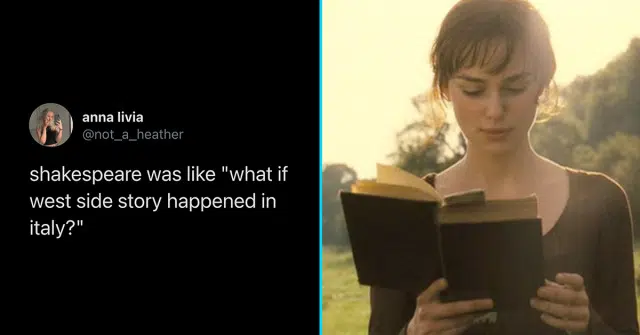 anna livia
@not_a_heather
shakespeare was like "what if
west side story happened in
italy?"